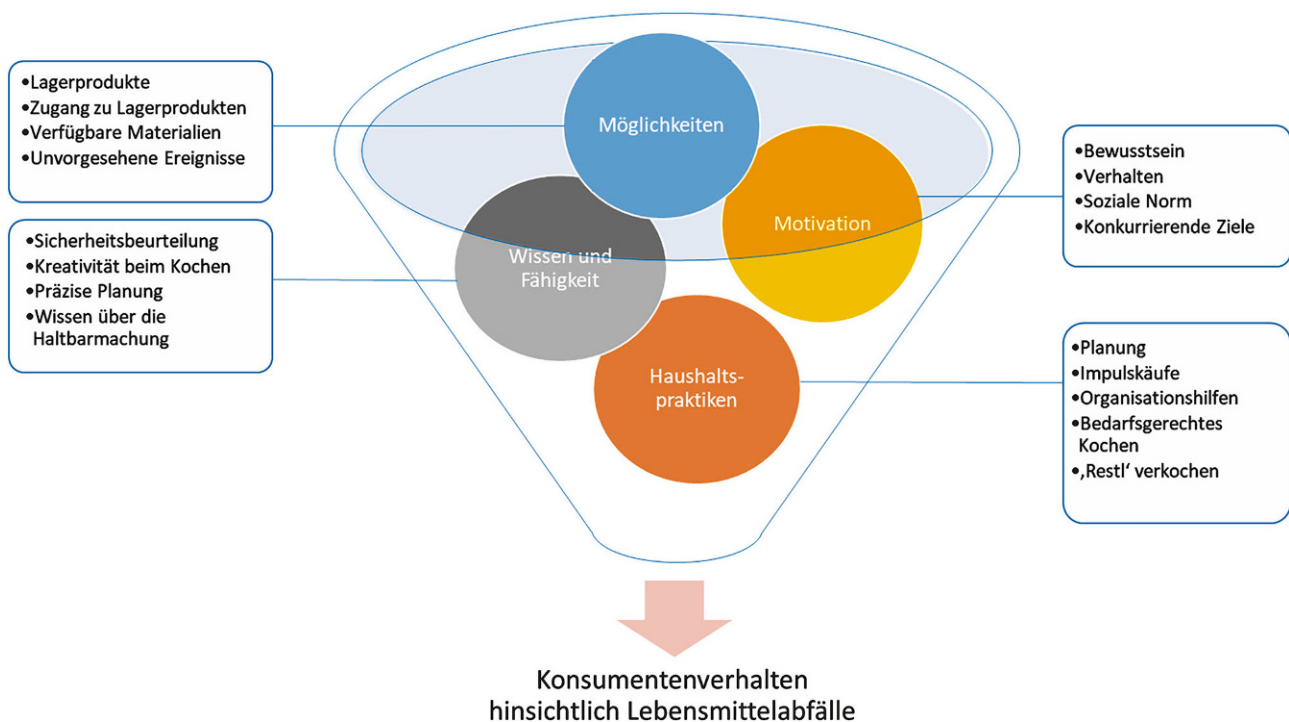 •Lagerprodukte
•Zugang zu Lagerprodukten
•Verfügbare Materialien
•Unvorgesehene Ereignisse
•Sicherheitsbeurteilung
•Kreativität beim Kochen
•Präzise Planung
•Wissen über die
Haltbarmachung
Möglichkeiten
Motivation
Wissen und
Fähigkeit
Haushalts-
praktiken
•Bewusstsein
•Verhalten
•Soziale Norm
•Konkurrierende Ziele
•Planung
•Impulskäufe
•Organisationshilfen
•Bedarfsgerechtes
Kochen
•‚Restl‘ verkochen
Konsumentenverhalten
hinsichtlich Lebensmittelabfälle